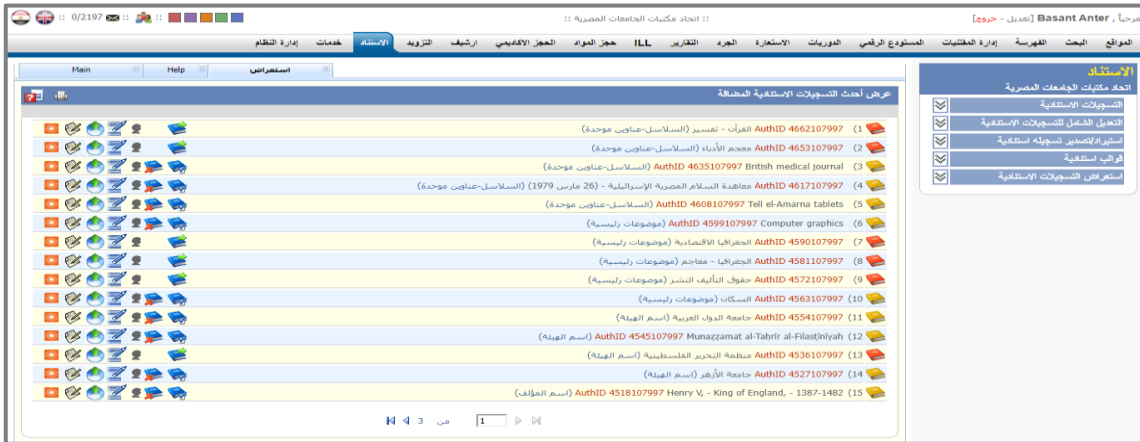 مرحباً , Basant Anter [تعديل - خروج]
:: اتحاد مكتبات الجامعات المصرية ::
:: 0/2197 :: ::
المواقع البحث الفهرسة إدارة المقتنيات المستودع الرقمي الدوريات الاستعارة الجرد التقارير ILL حجز المواد الحجز الاكاديمي ارشيف التزويد الاستناد خدمات إدارة النظام
الاستناد
اتحاد مكتبات الجامعات المصرية
التسجيلات الاستنادية
التعديل الشامل للتسجيلات الاستنادية
استيراد/تصدير تسجيله استنادية
قوالب استنادية
استعراض التسجيلات الاستنادية
استعراض Help Main
عرض أحدث التسجيلات الاستنادية المضافة
1) AuthID 4662107997 القرآن - تفسير (السلاسل-عناوين موحدة)
2) AuthID 4653107997 معجم الأدباء (السلاسل-عناوين موحدة)
3) AuthID 4635107997 British medical journal (السلاسل-عناوين موحدة)
4) AuthID 4617107997 معاهدة السلام المصرية الإسرائيلية - (26 مارس 1979) (السلاسل-عناوين موحدة)
5) AuthID 4608107997 Tell el-Amarna tablets (السلاسل-عناوين موحدة)
6) AuthID 4599107997 Computer graphics (موضوعات رئيسية)
7) AuthID 4590107997 الجغرافيا الاقتصادية (موضوعات رئيسية)
8) AuthID 4581107997 الجغرافيا - معاجم (موضوعات رئيسية)
9) AuthID 4572107997 حقوق التأليف النشر (موضوعات رئيسية)
10) AuthID 4563107997 السكان (موضوعات رئيسية)
11) AuthID 4554107997 جامعة الدول العربية (اسم الهيئة)
12) AuthID 4545107997 Munaẓẓamat al-Taḥrīr al-Filasṭīnīyah (اسم الهيئة)
13) AuthID 4536107997 منظمة التحرير الفلسطينية (اسم الهيئة)
14) AuthID 4527107997 جامعة الأزهر (اسم الهيئة)
15) AuthID 4518107997 Henry V, - King of England, - 1387-1482 (اسم المؤلف)
1 من 3